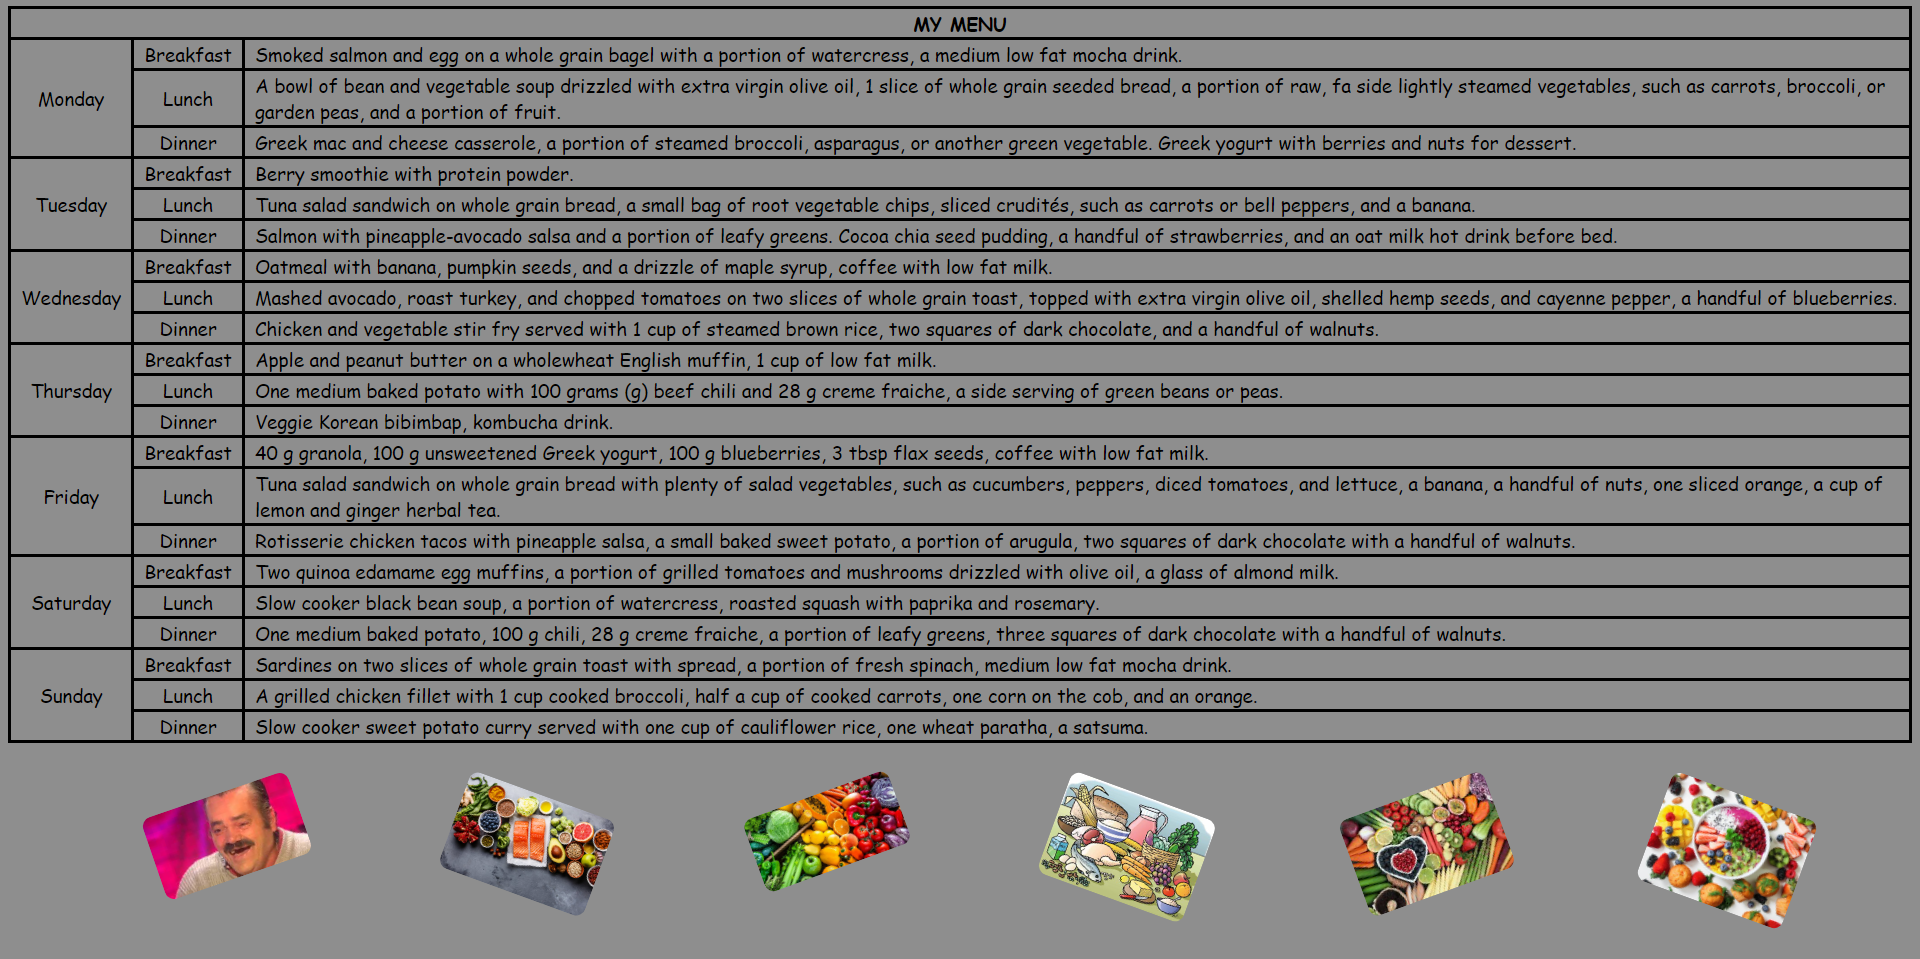 MY MENU
Monday
Breakfast
Smoked salmon and egg on a whole grain bagel with a portion of watercress, a medium low fat mocha drink.
Lunch
A bowl of bean and vegetable soup drizzled with extra virgin olive oil, 1 slice of whole grain seeded bread, a portion of raw, fa side lightly steamed vegetables, such as carrots, broccoli, or
garden peas, and a portion of fruit.
Dinner
Greek mac and cheese casserole, a portion of steamed broccoli, asparagus, or another green vegetable. Greek yogurt with berries and nuts for dessert.
Tuesday
Breakfast
Berry smoothie with protein powder.
Lunch
Tuna salad sandwich on whole grain bread, a small bag of root vegetable chips, sliced crudités, such as carrots or bell peppers, and a banana.
Dinner
Salmon with pineapple-avocado salsa and a portion of leafy greens. Cocoa chia seed pudding, a handful of strawberries, and an oat milk hot drink before bed.
Wednesday
Breakfast
Oatmeal with banana, pumpkin seeds, and a drizzle of maple syrup, coffee with low fat milk.
Lunch
Mashed avocado, roast turkey, and chopped tomatoes on two slices of whole grain toast, topped with extra virgin olive oil, shelled hemp seeds, and cayenne pepper, a handful of blueberries.
Dinner
Chicken and vegetable stir fry served with 1 cup of steamed brown rice, two squares of dark chocolate, and a handful of walnuts.
Thursday
Breakfast
Apple and peanut butter on a wholewheat English muffin, 1 cup of low fat milk.
Lunch
One medium baked potato with 100 grams (g) beef chili and 28 g creme fraiche, a side serving of green beans or peas.
Dinner
Veggie Korean bibimbap, kombucha drink.
Friday
Breakfast
40 g granola, 100 g unsweetened Greek yogurt, 100 g blueberries, 3 tbsp flax seeds, coffee with low fat milk.
Lunch
Tuna salad sandwich on whole grain bread with plenty of salad vegetables, such as cucumbers, peppers, diced tomatoes, and lettuce, a banana, a handful of nuts, one sliced orange, a cup of
lemon and ginger herbal tea.
Dinner
Rotisserie chicken tacos with pineapple salsa, a small baked sweet potato, a portion of arugula, two squares of dark chocolate with a handful of walnuts.
Saturday
Breakfast
Two quinoa edamame egg muffins, a portion of grilled tomatoes and mushrooms drizzled with olive oil, a glass of almond milk.
Lunch
Slow cooker black bean soup, a portion of watercress, roasted squash with paprika and rosemary.
Dinner
One medium baked potato, 100 g chili, 28 g creme fraiche, a portion of leafy greens, three squares of dark chocolate with a handful of walnuts.
Sunday
Breakfast
Sardines on two slices of whole grain toast with spread, a portion of fresh spinach, medium low fat mocha drink.
Lunch
A grilled chicken fillet with 1 cup cooked broccoli, half a cup of cooked carrots, one corn on the cob, and an orange.
Dinner
Slow cooker sweet potato curry served with one cup of cauliflower rice, one wheat paratha, a satsuma.